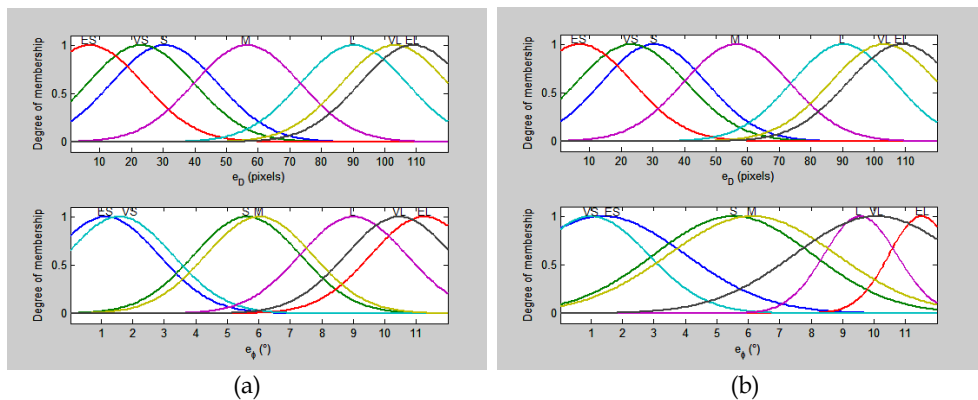 ES VS S M L VL EL
1
0.5
0
Degree of membership
10 20 30 40 50 60 70 80 90 100 110
e_D (pixels)
ES VS S M L VL EL
1
0.5
0
Degree of membership
1 2 3 4 5 6 7 8 9 10 11
e_ϕ (°)
(a)
ES VS S M L VL EL
1
0.5
0
Degree of membership
10 20 30 40 50 60 70 80 90 100 110
e_D (pixels)
VS ES S M L VL EL
1
0.5
0
Degree of membership
1 2 3 4 5 6 7 8 9 10 11
e_ϕ (°)
(b)